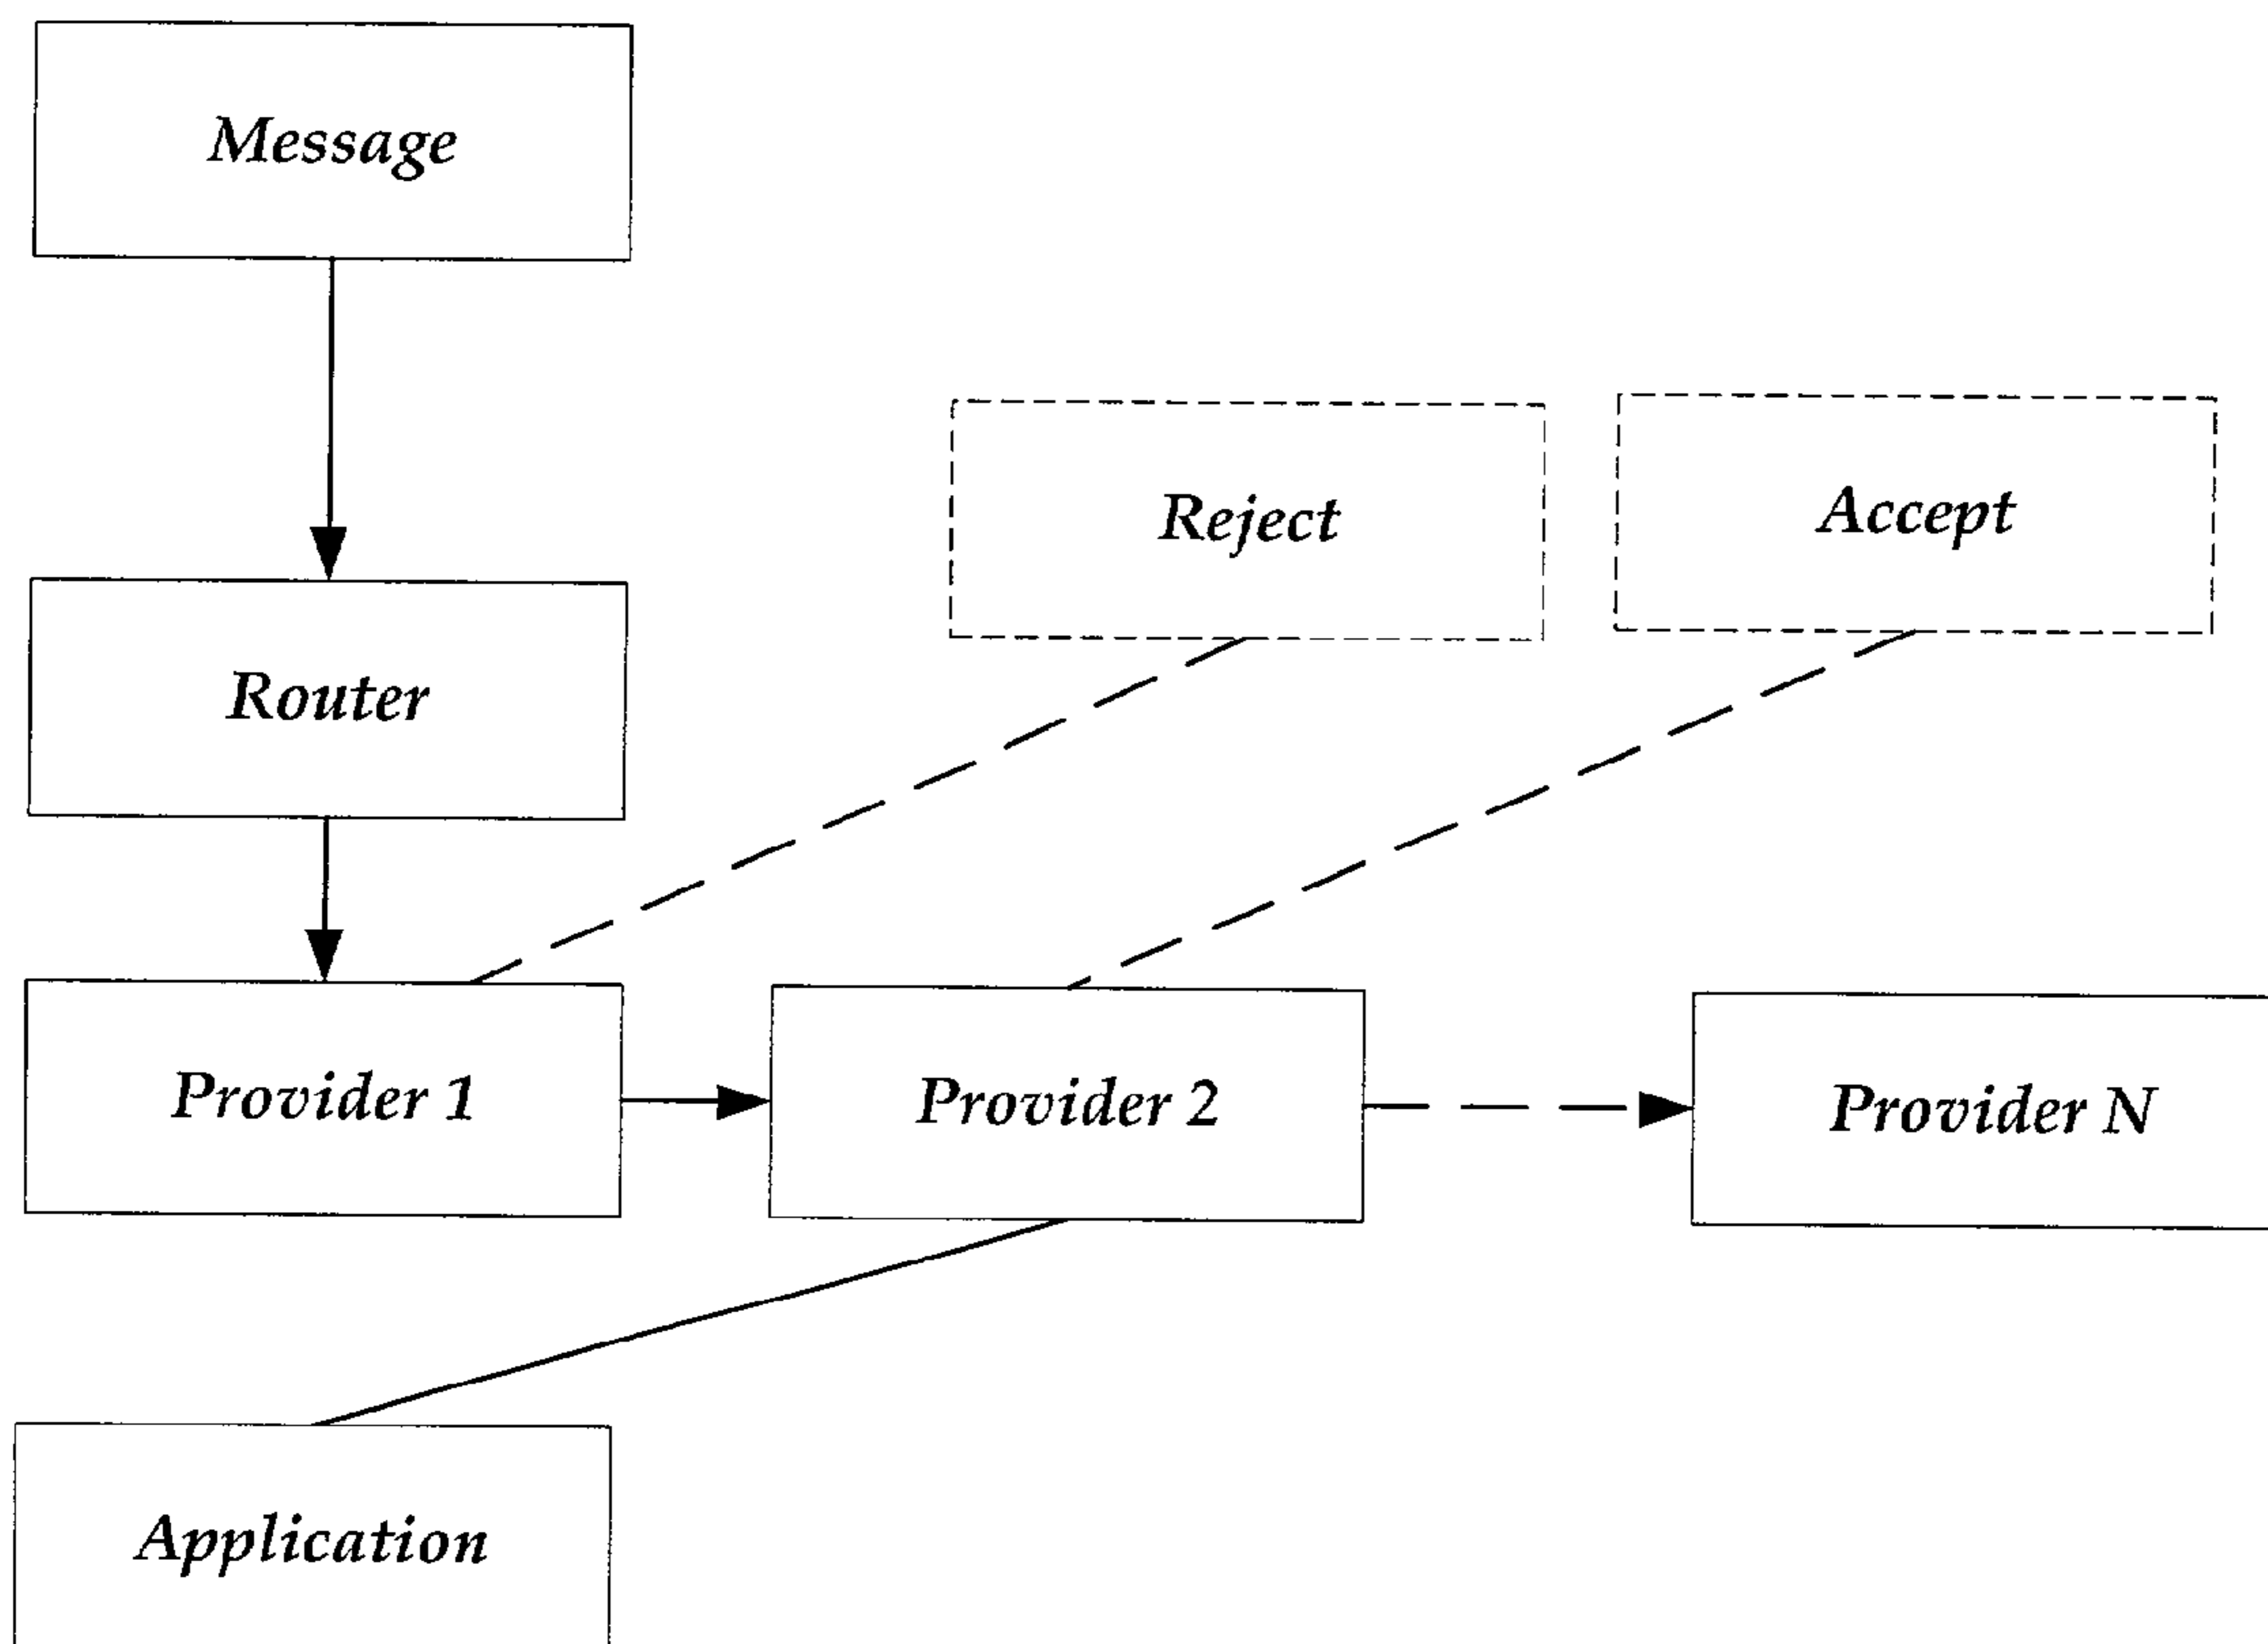 Message
Reject
Accept
Router
Provider 1
Provider 2
Provider N
Application